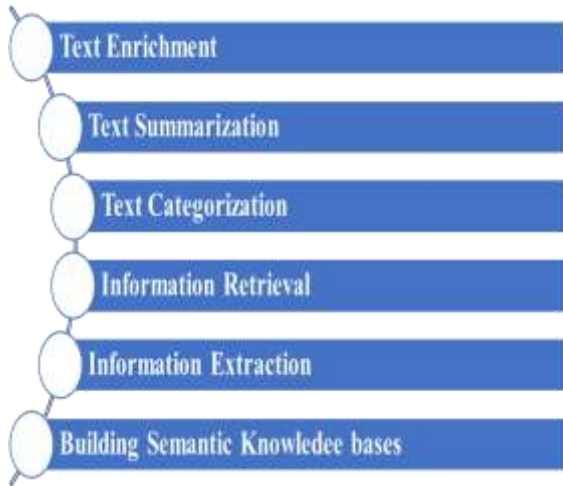 Text Enrichment
Text Summarization
Text Categorization
Information Retrieval
Information Extraction
Building Semantic Knowledee bases